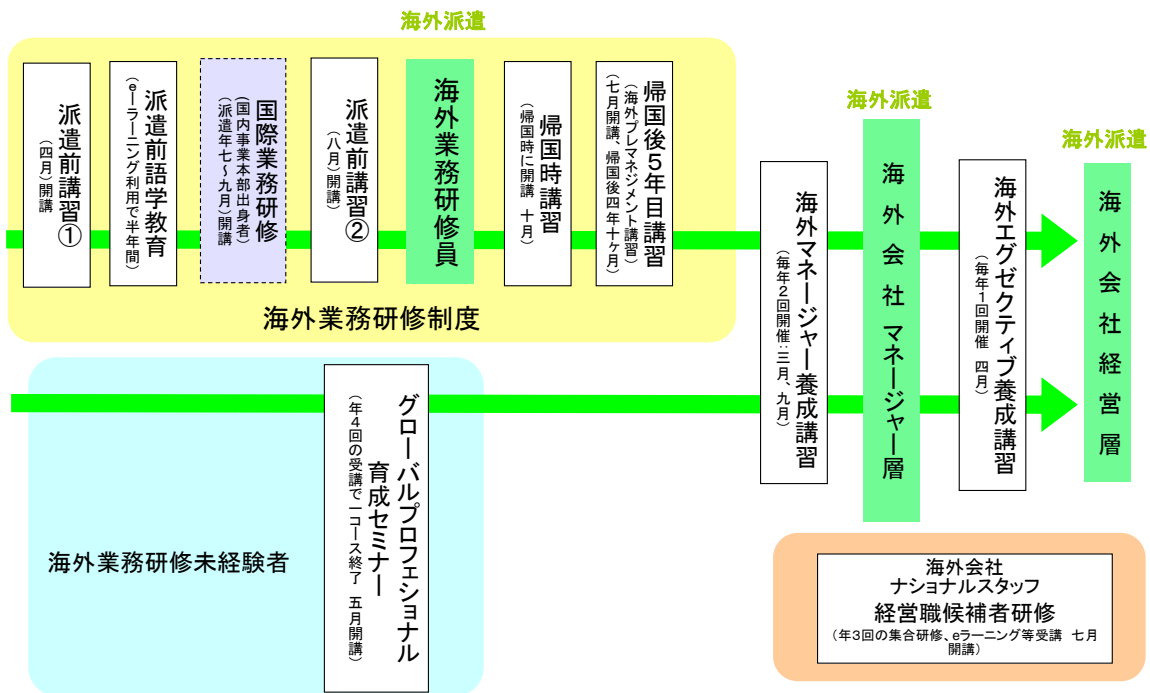 海外派遣
派遣前講習①
（四月）開講
派遣前語学教育
（eーラーニング利用で半年間）
国際業務研修
（国内事業本部出身者）
（派遣年七～九月）開講
派遣前講習②
（八月）開講
海外業務研修員
帰国時講習
（帰国時に開講　十月）
帰国後5年目講習
（海外プレマネジメント講習）
（七月開講、帰国後四年十ヶ月）
海外業務研修制度
海外派遣
海外マネージャー養成講習
（毎年2回開催：三月、九月）
海外会社 マネージャー層
海外エグゼクティブ養成講習
（毎年1回開催　四月）
海外派遣
海外会社経営層
海外業務研修未経験者
グローバルプロフェショナル
育成セミナー
（年4回の受講で一コース終了　五月開講）
海外会社
ナショナルスタッフ
経営職候補者研修
（年3回の集合研修、eラーニング等受講　七月
開講）